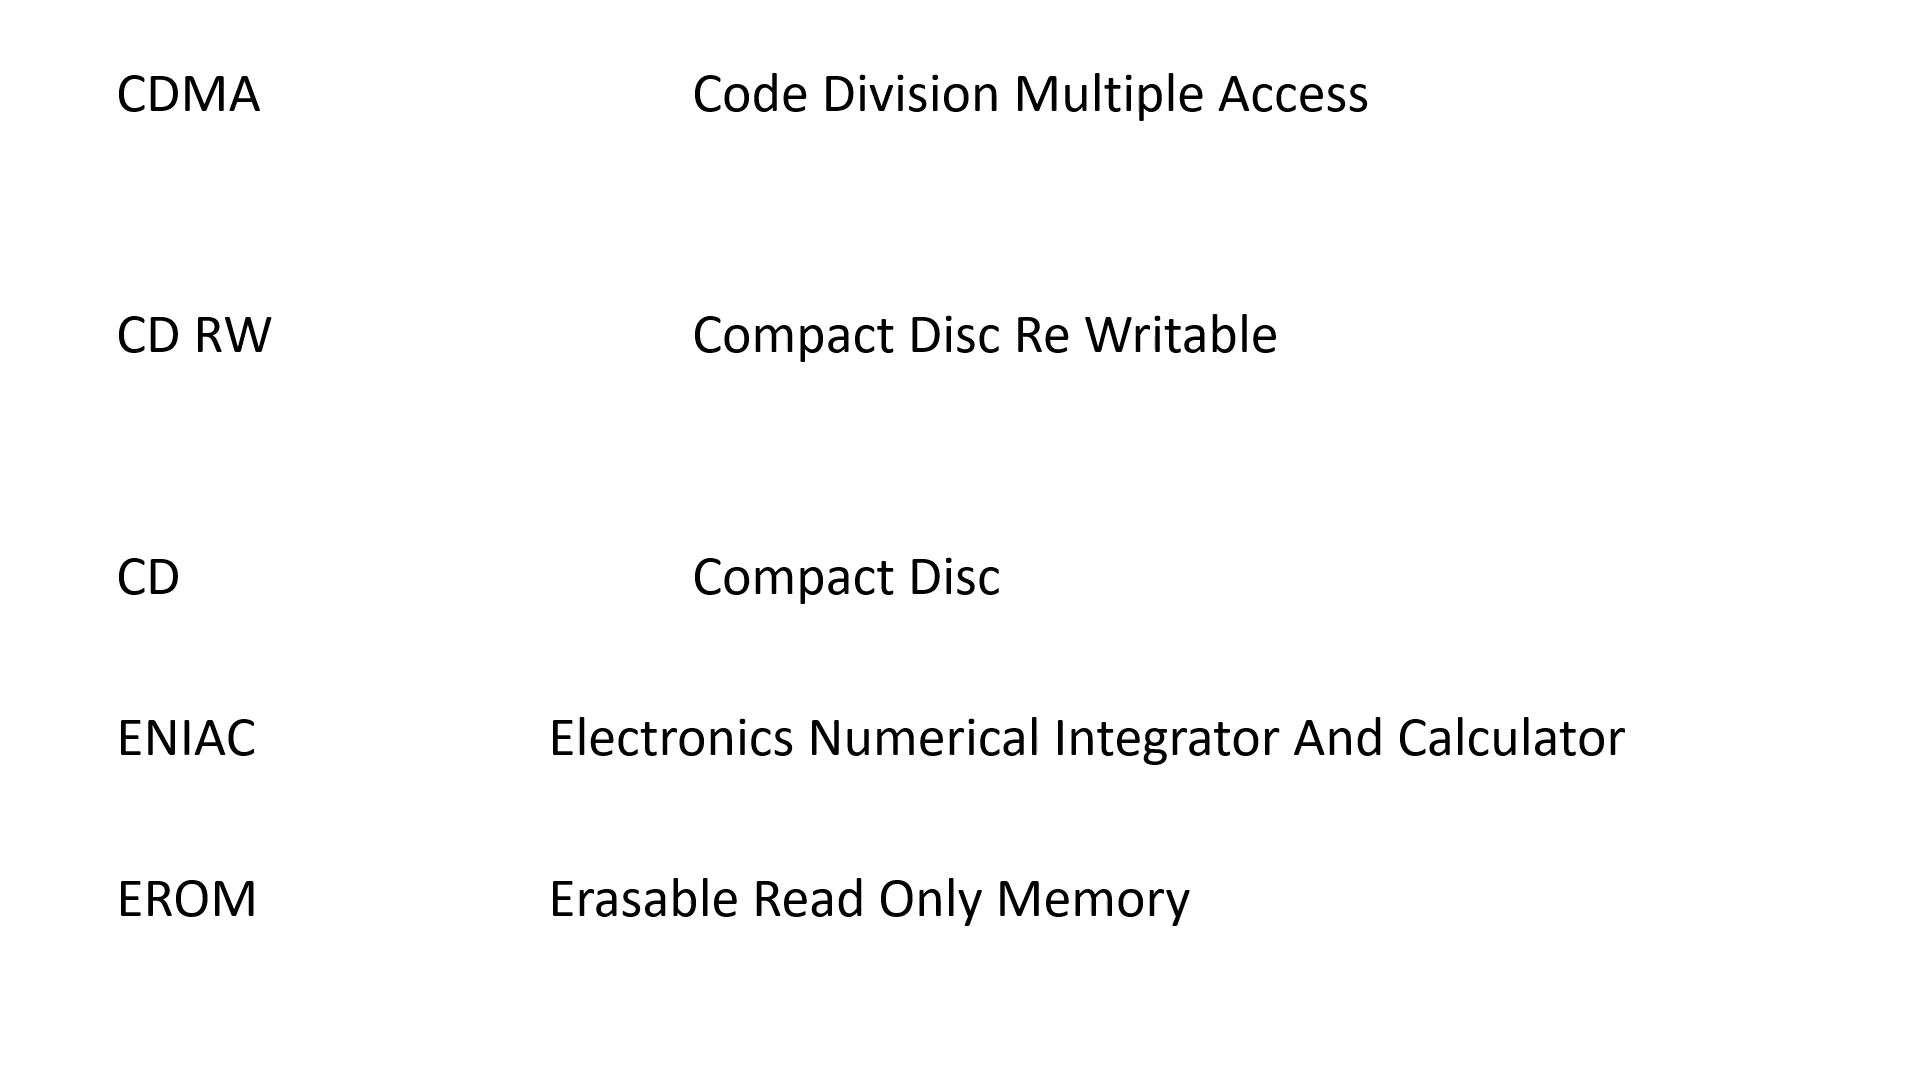 CDMA Code Division Multiple Access
CD RW Compact Disc Re Writable
CD Compact Disc
ENIAC Electronics Numerical Integrator And Calculator
EROM Erasable Read Only Memory